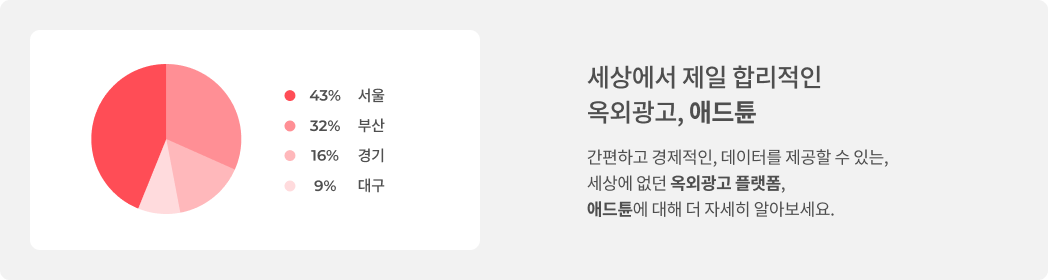 43% 서울
32% 부산
16% 경기
9% 대구
세상에서 제일 합리적인
옥외광고, 애드튠
간편하고 경제적인, 데이터를 제공할 수 있는,
세상에 없던 옥외광고 플랫폼,
애드튠에 대해 더 자세히 알아보세요.